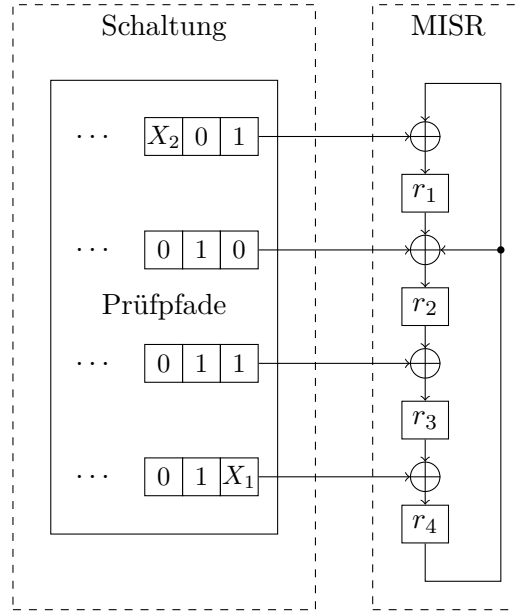 Schaltung MISR
⋯ X₂ 0 1
r₁
⋯ 0 1 0
Prüfpfade r₂
⋯ 0 1 1
r₃
⋯ 0 1 X₁
r₄